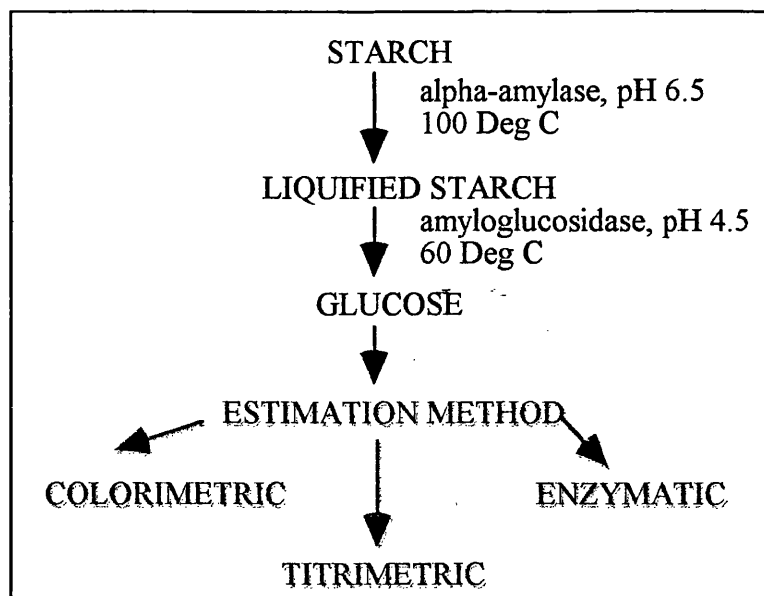 STARCH
alpha-amylase, pH 6.5
100 Deg C
LIQUIFIED STARCH
amyloglucosidase, pH 4.5
60 Deg C
GLUCOSE
ESTIMATION METHOD
COLORIMETRIC
ENZYMATIC
TITRIMETRIC